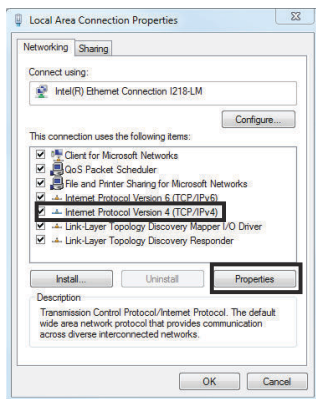 Local Area Connection Properties
Networking
Sharing
Connect using:
Intel(R) Ethernet Connection I218-LM
Configure...
This connection uses the following items:
Client for Microsoft Networks
QoS Packet Scheduler
File and Printer Sharing for Microsoft Networks
Internet Protocol Version 6 (TCP/IPv6)
Internet Protocol Version 4 (TCP/IPv4)
Link-Layer Topology Discovery Mapper I/O Driver
Link-Layer Topology Discovery Responder
Install...
Uninstall
Properties
Description
Transmission Control Protocol/Internet Protocol. The default
wide area network protocol that provides communication
across diverse interconnected networks.
OK
Cancel